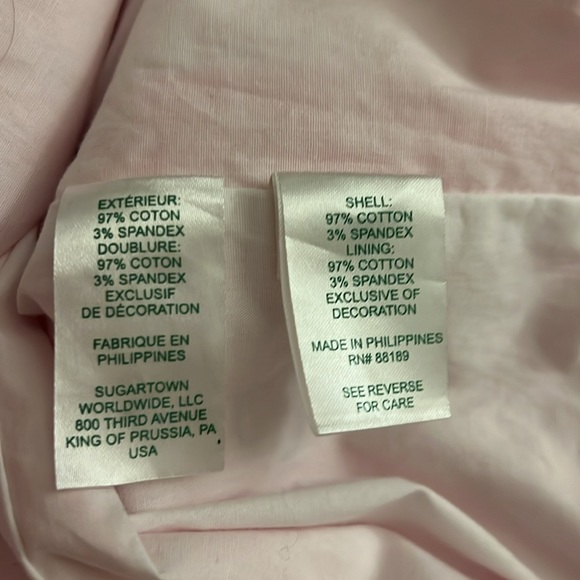 EXTÉRIEUR:
97% COTON
3% SPANDEX
DOUBLURE:
97% COTON
3% SPANDEX
EXCLUSIF
DE DÉCORATION
FABRIQUE EN
PHILIPPINES
SUGARTOWN
WORLDWIDE, LLC
800 THIRD AVENUE
KING OF PRUSSIA, PA
USA
SHELL:
97% COTTON
3% SPANDEX
LINING:
97% COTTON
3% SPANDEX
EXCLUSIVE OF
DECORATION
MADE IN PHILIPPINES
RN# 88189
SEE REVERSE
FOR CARE